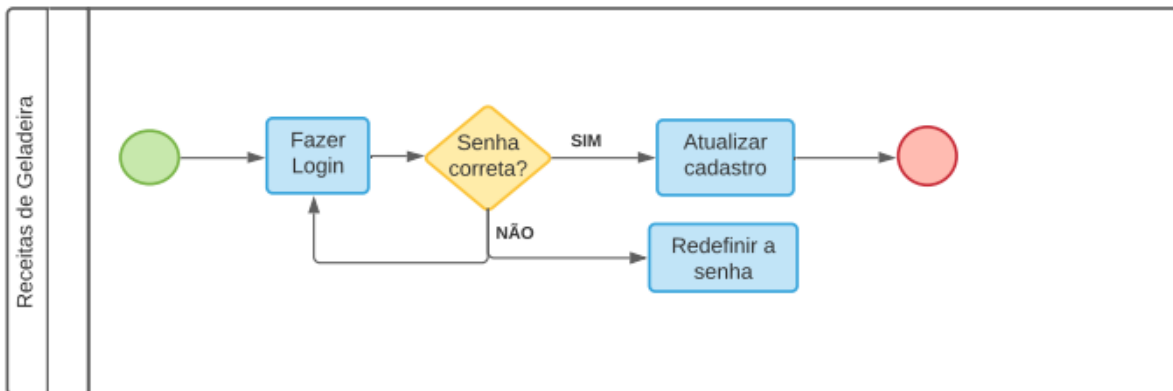 Receitas de Geladeira
Fazer
Login
Senha
correta?
SIM
Atualizar
cadastro
NÃO
Redefinir a
senha